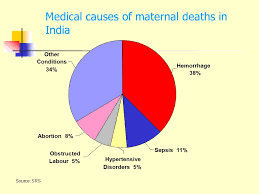 Medical causes of maternal deaths in
India
Other
Conditions
34%
Hemorrhage
38%
Abortion 8%
Sepsis 11%
Obstructed
Labour 5%
Hypertensive
Disorders 5%
Source: SRS